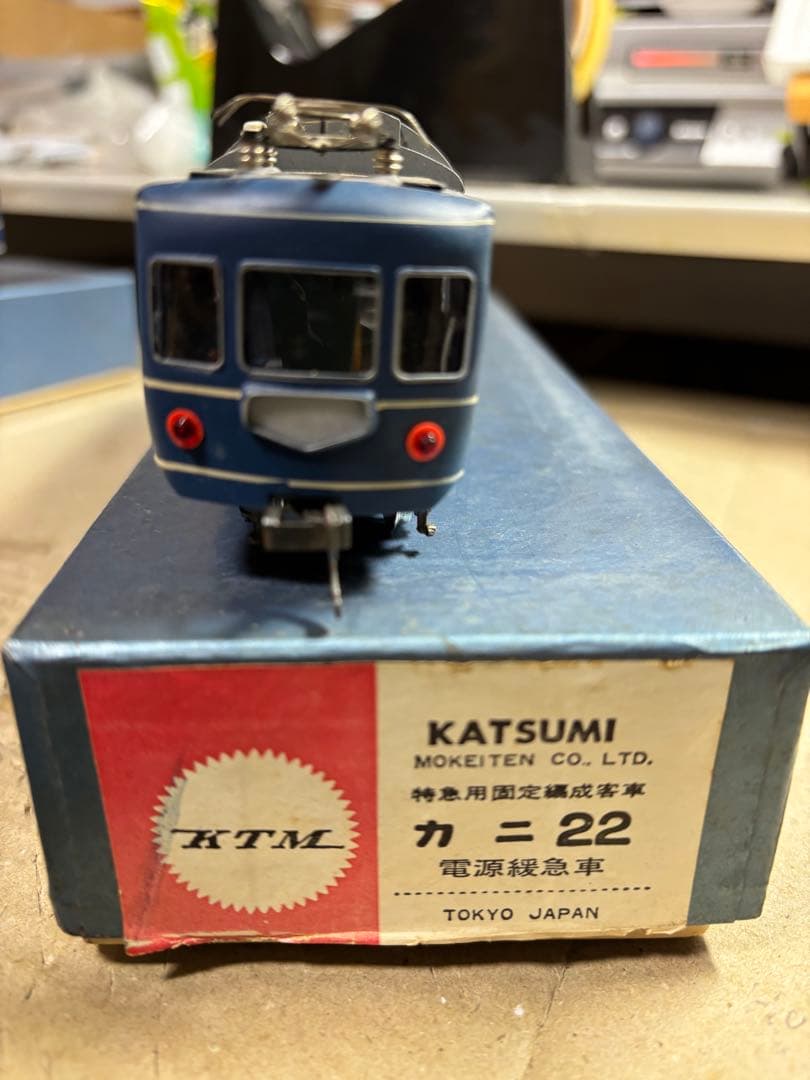 KTM
KATSUMI
MOKEITEN CO., LTD.
特急用固定編成客車
カニ22
電源緩急車
TOKYO JAPAN